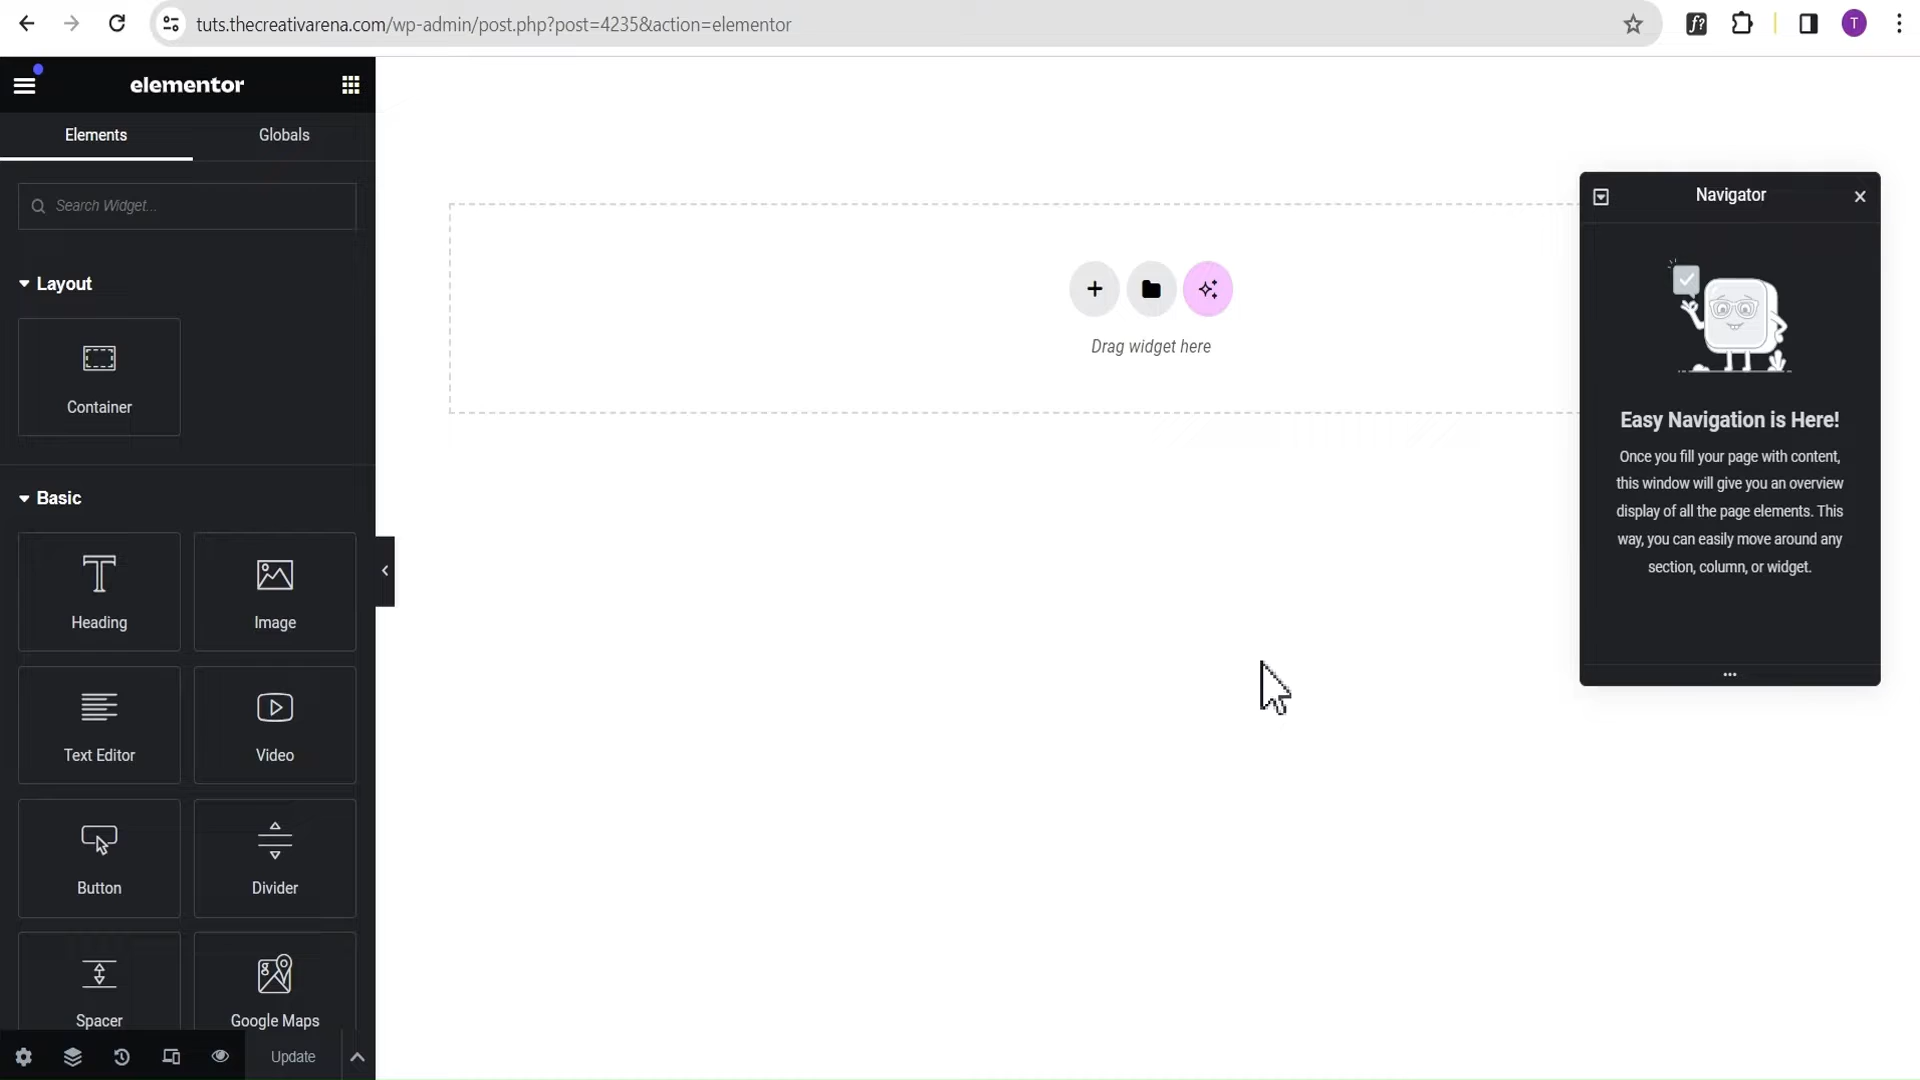 tuts.thecreativarena.com/wp-admin/post.php?post=4235&action=elementor
T
elementor
Elements
Globals
Search Widget...
Layout
Container
Basic
Heading
Image
Text Editor
Video
Button
Divider
Spacer
Google Maps
Update
Drag widget here
Navigator
Easy Navigation is Here!
Once you fill your page with content,
this window will give you an overview
display of all the page elements. This
way, you can easily move around any
section, column, or widget.